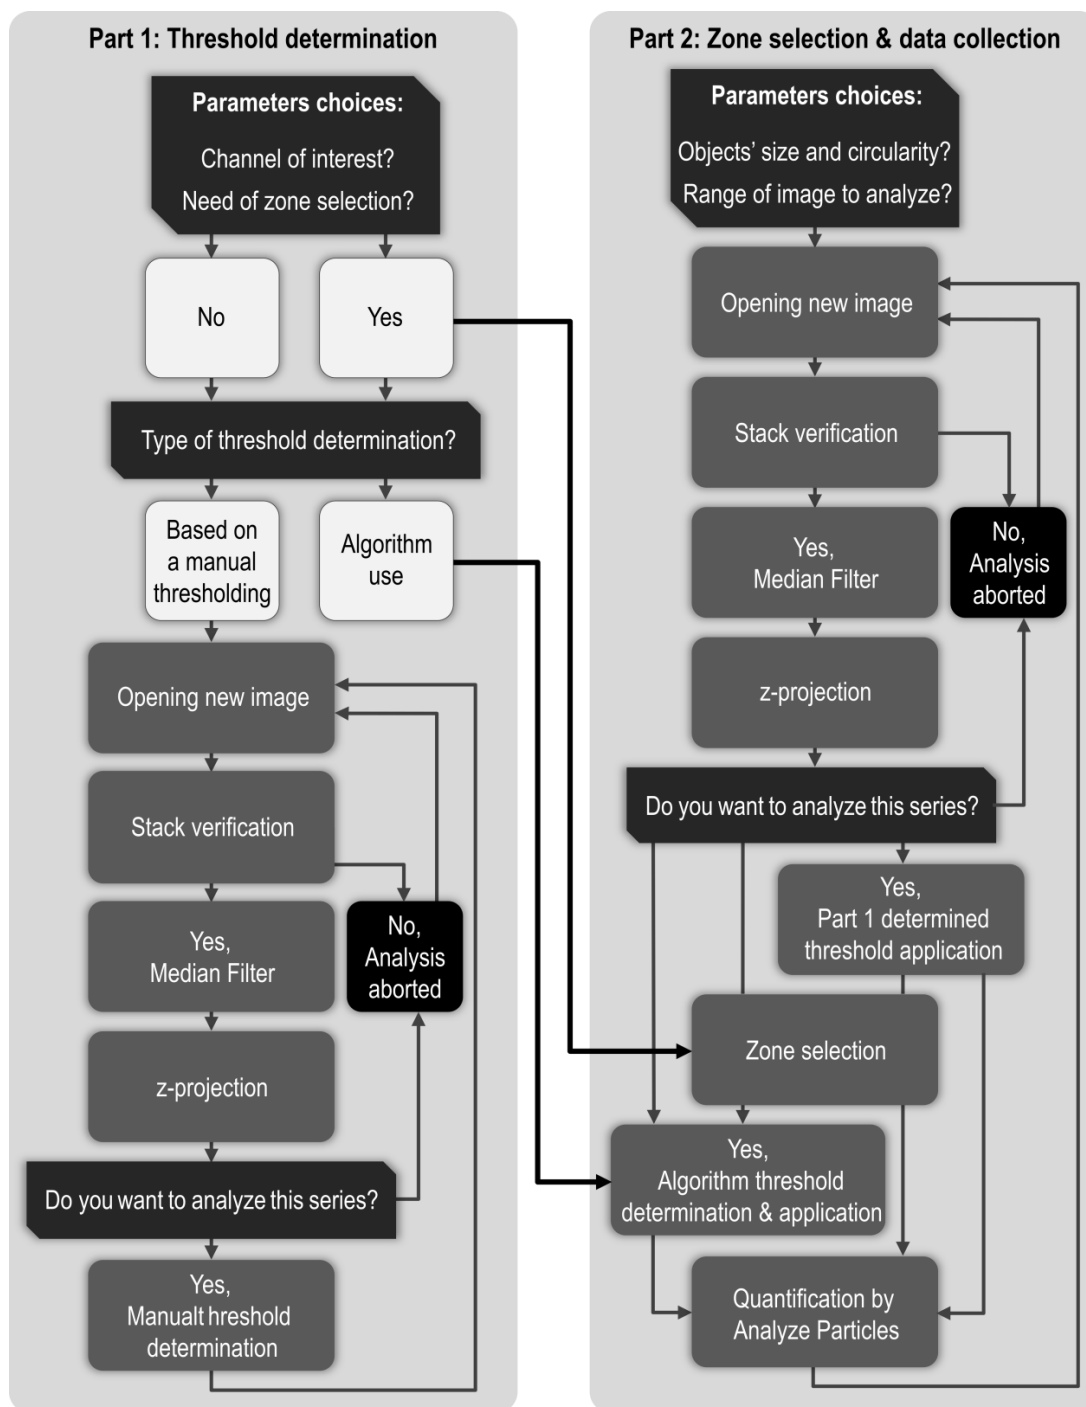 Part 1: Threshold determination
Parameters choices:
Channel of interest?
Need of zone selection?
No
Yes
Type of threshold determination?
Based on
a manual
thresholding
Algorithm
use
Opening new image
Stack verification
Yes,
Median Filter
No,
Analysis
aborted
z-projection
Do you want to analyze this series?
Yes,
Manualt hreshold
determination
Part 2: Zone selection & data collection
Parameters choices:
Objects' size and circularity?
Range of image to analyze?
Opening new image
Stack verification
Yes,
Median Filter
No,
Analysis
aborted
z-projection
Do you want to analyze this series?
Yes,
Part 1 determined
threshold application
Zone selection
Yes,
Algorithm threshold
determination & application
Quantification by
Analyze Particles